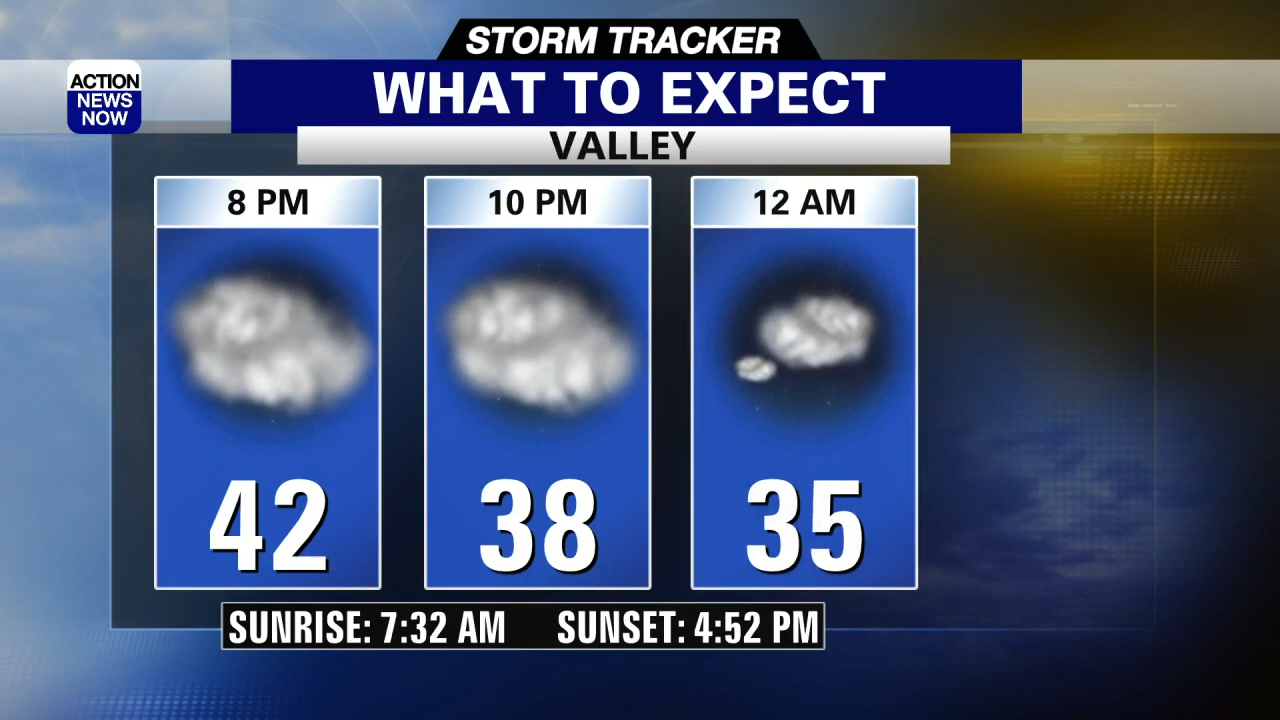 STORM TRACKER
ACTION
NEWS
NOW
WHAT TO EXPECT
VALLEY
8 PM
10 PM
12 AM
42
38
35
SUNRISE: 7:32 AM SUNSET: 4:52 PM